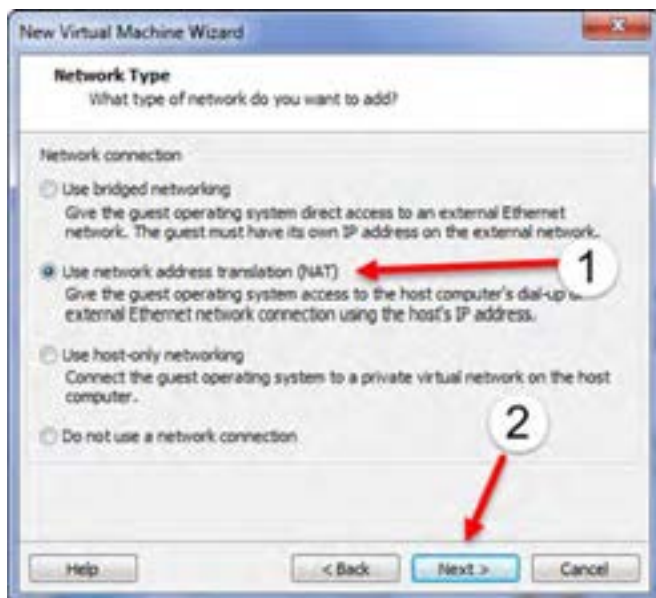 New Virtual Machine Wizard
Network Type
What type of network do you want to add?
Network connection
Use bridged networking
Give the guest operating system direct access to an external Ethernet
network. The guest must have its own IP address on the external network.
Use network address translation (NAT)
1
Give the guest operating system access to the host computer's dial-up
external Ethernet network connection using the host's IP address.
Use host-only networking
Connect the guest operating system to a private virtual network on the host
computer.
Do not use a network connection
2
Help
< Back
Next >
Cancel